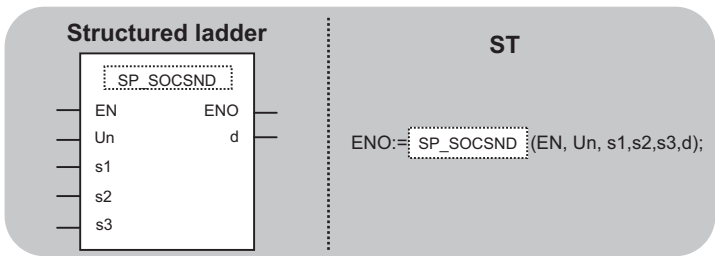 Structured ladder
SP_SOCSND
EN ENO
Un d
s1
s2
s3
ST
ENO:= SP_SOCSND (EN, Un, s1,s2,s3,d);